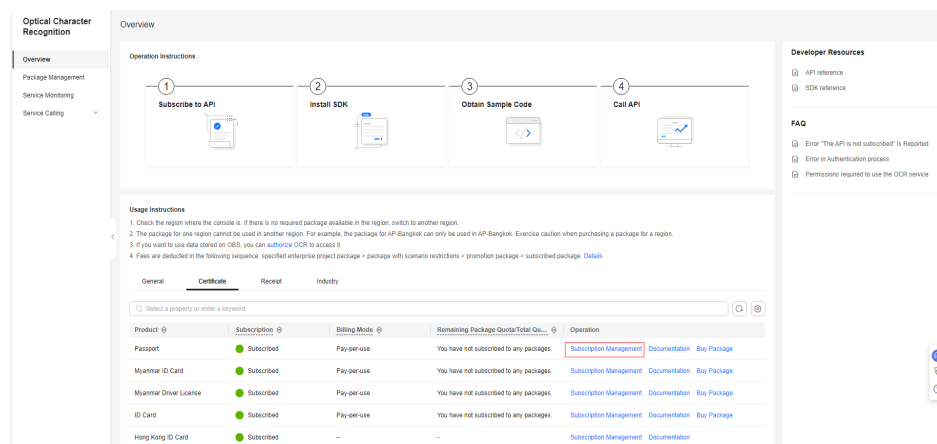 Optical Character
Recognition
Overview
Package Management
Service Monitoring
Service Calling
Overview
Operation Instructions
1
Subscribe to API
2
Install SDK
3
Obtain Sample Code
4
Call API
Usage Instructions
1. Check the region where the console is. If there is no required package available in the region, switch to another region.
2. The package for one region cannot be used in another region. For example, the package for AP-Bangkok can only be used in AP-Bangkok. Exercise caution when purchasing a package for a region.
3. If you want to use data stored on OBS, you can authorize OCR to access it.
4. Fees are deducted in the following sequence: specified enterprise project package > package with scenario restrictions > promotion package > subscribed package. Details
General Certificate Receipt Industry
Select a property or enter a keyword.
Product Subscription Billing Mode Remaining Package Quota/Total Qu... Operation
Passport Subscribed Pay-per-use You have not subscribed to any packages. Subscription Management Documentation Buy Package
Myanmar ID Card Subscribed Pay-per-use You have not subscribed to any packages. Subscription Management Documentation Buy Package
Myanmar Driver License Subscribed Pay-per-use You have not subscribed to any packages. Subscription Management Documentation Buy Package
ID Card Subscribed Pay-per-use You have not subscribed to any packages. Subscription Management Documentation Buy Package
Hong Kong ID Card Subscribed -- - Subscription Management Documentation
Developer Resources
API reference
SDK reference
FAQ
Error "The API is not subscribed" Is Reported
Error in Authentication process
Permissions required to use the OCR service